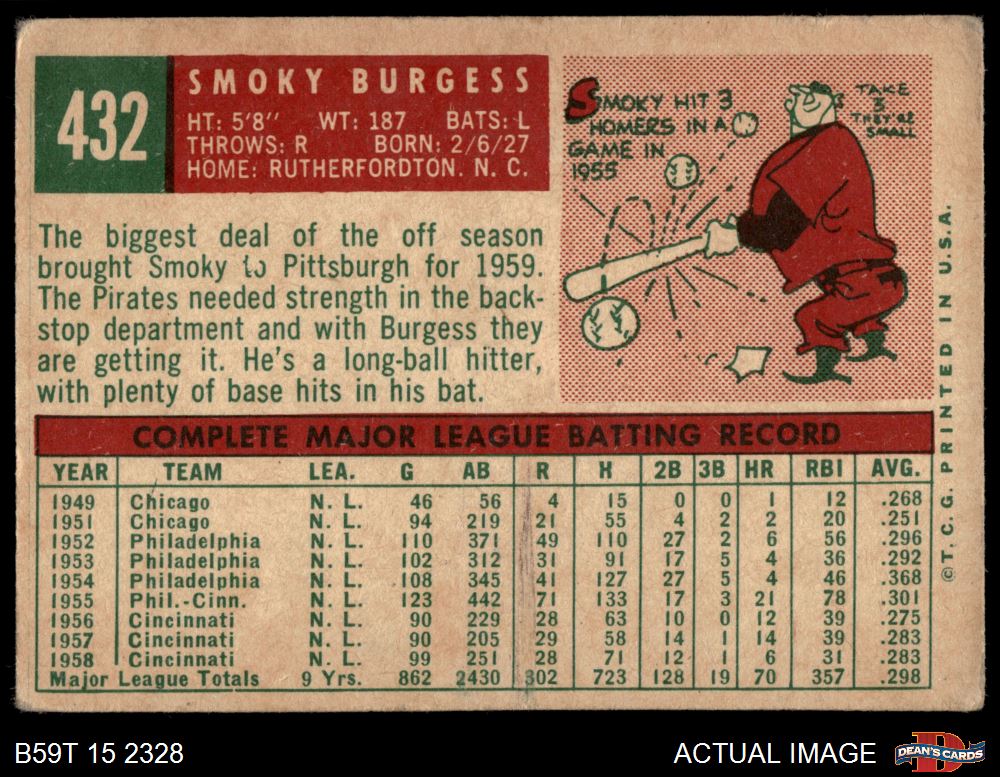 432
SMOKY BURGESS
HT: 5'8" WT: 187 BATS: L
THROWS: R BORN: 2/6/27
HOME: RUTHERFORDTON. N. C.
SMOKY HIT 3
HOMERS IN A
GAME IN
1955
TAKE
3
THEY'RE
SMALL
The biggest deal of the off season
brought Smoky to Pittsburgh for 1959.
The Pirates needed strength in the back-
stop department and with Burgess they
are getting it. He's a long-ball hitter,
with plenty of base hits in his bat.
COMPLETE MAJOR LEAGUE BATTING RECORD
YEAR TEAM LEA. G AB R H 2B 3B HR RBI AVG.
1949 Chicago N. L. 46 56 4 15 0 0 1 12 .268
1951 Chicago N. L. 94 219 21 55 4 2 2 20 .251
1952 Philadelphia N. L. 110 371 49 110 27 2 6 56 .296
1953 Philadelphia N. L. 102 312 31 91 17 5 4 36 .292
1954 Philadelphia N. L. 108 345 41 127 27 5 4 46 .368
1955 Phil.-Cinn. N. L. 123 442 71 133 17 3 21 78 .301
1956 Cincinnati N. L. 90 229 28 63 10 0 12 39 .275
1957 Cincinnati N. L. 90 205 29 58 14 1 14 39 .283
1958 Cincinnati N. L. 99 251 28 71 12 1 6 31 .283
Major League Totals 9 Yrs. 862 2430 302 723 128 19 70 357 .298
© T. C. G. PRINTED IN U.S.A.
B59T 15 2328
ACTUAL IMAGE
DEAN'S CARDS